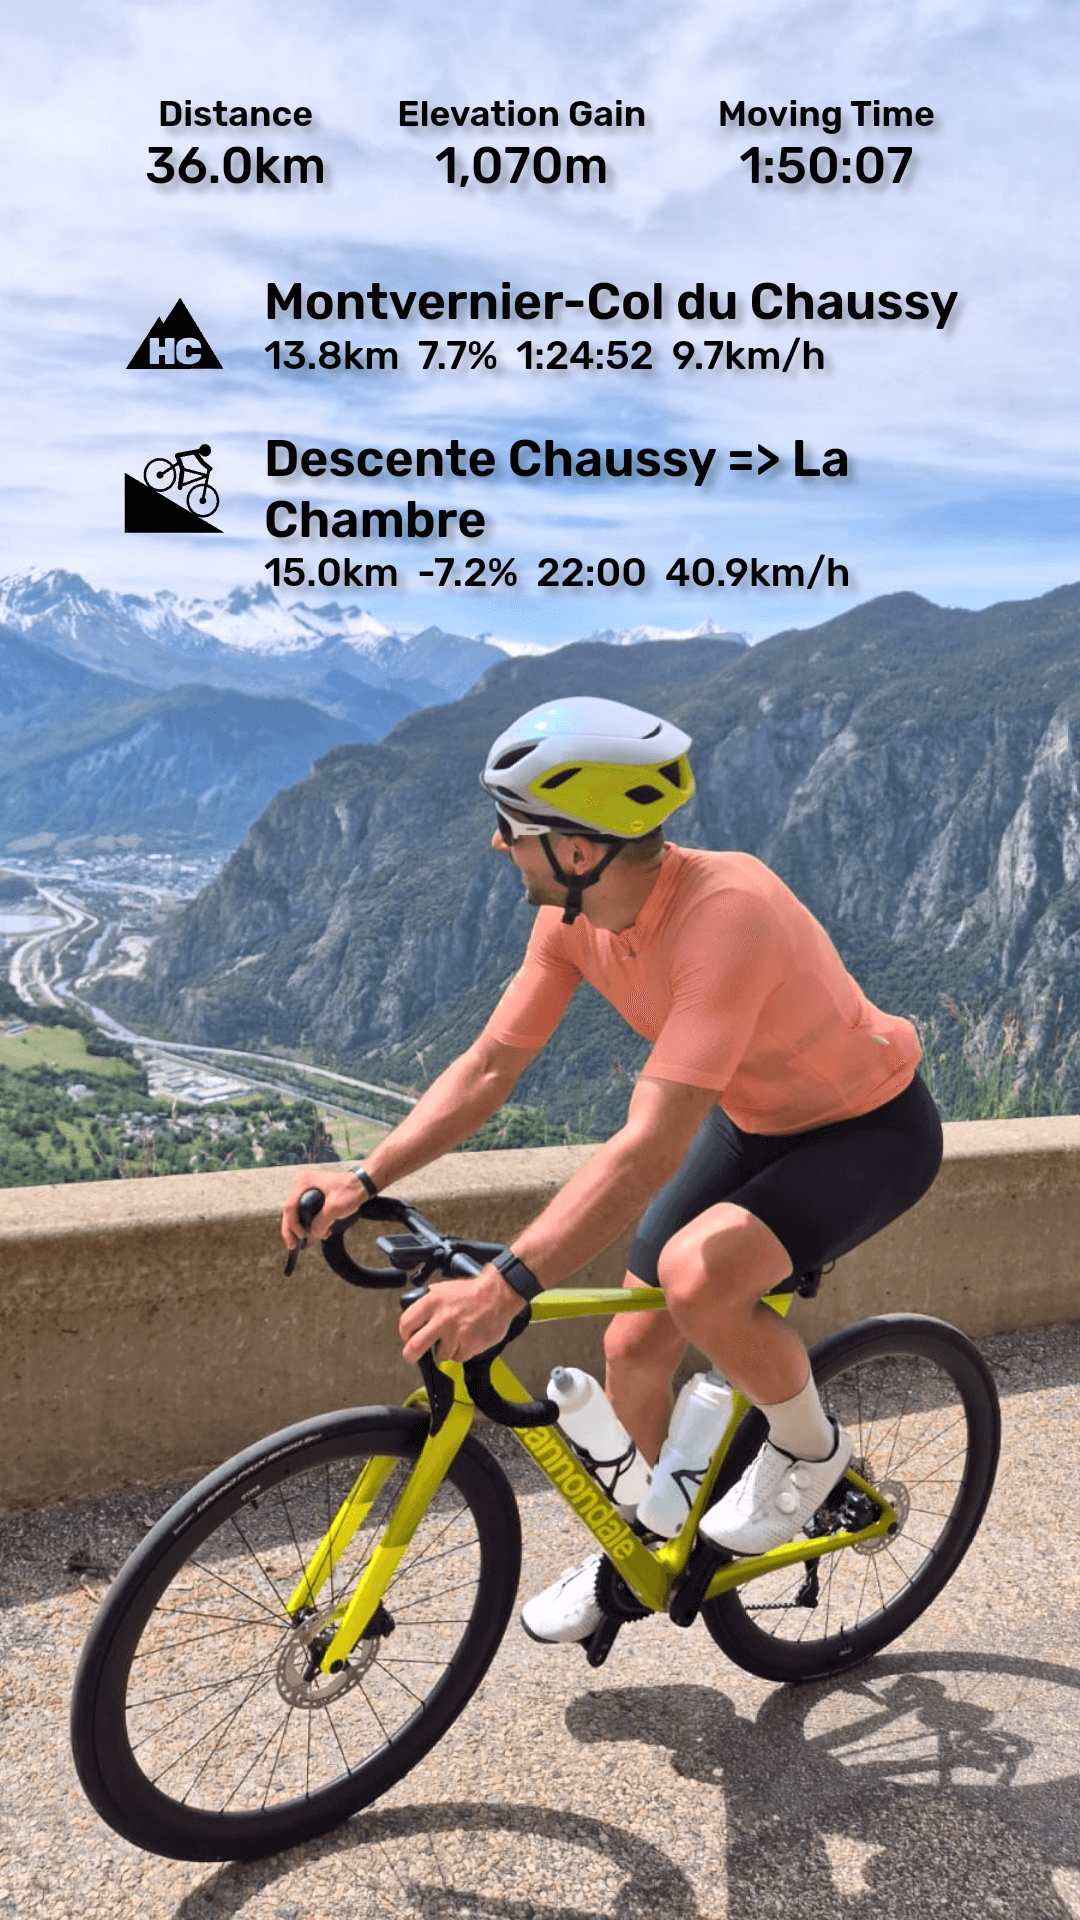 Distance Elevation Gain Moving Time
36.0km 1,070m 1:50:07
Montvernier-Col du Chaussy
HC
13.8km 7.7% 1:24:52 9.7km/h
Descente Chaussy => La
Chambre
15.0km -7.2% 22:00 40.9km/h
GRAND PRIX
cannondale